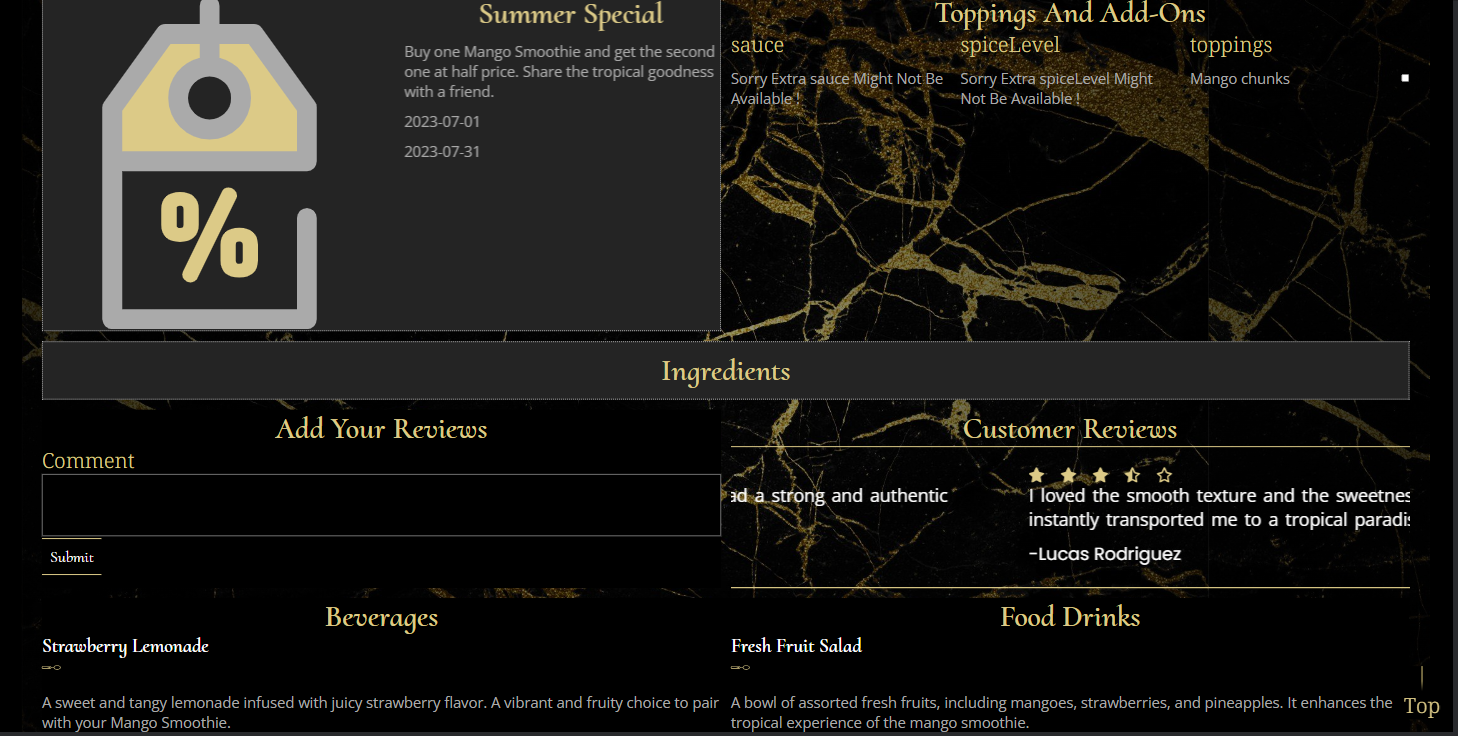 Summer Special
Buy one Mango Smoothie and get the second
one at half price. Share the tropical goodness
with a friend.
2023-07-01
2023-07-31
%
Toppings And Add-Ons
sauce
Sorry Extra sauce Might Not Be
Available !
spiceLevel
Sorry Extra spiceLevel Might
Not Be Available !
toppings
Mango chunks
Ingredients
Add Your Reviews
Comment
Submit
Customer Reviews
a strong and authentic
I loved the smooth texture and the
instantly transported me to a tropical
-Lucas Rodriguez
Beverages
Strawberry Lemonade
A sweet and tangy lemonade infused with juicy strawberry flavor. A vibrant and fruity choice to pair
with your Mango Smoothie.
Food Drinks
Fresh Fruit Salad
A bowl of assorted fresh fruits, including mangoes, strawberries, and pineapples. It enhances the
tropical experience of the mango smoothie.
Top